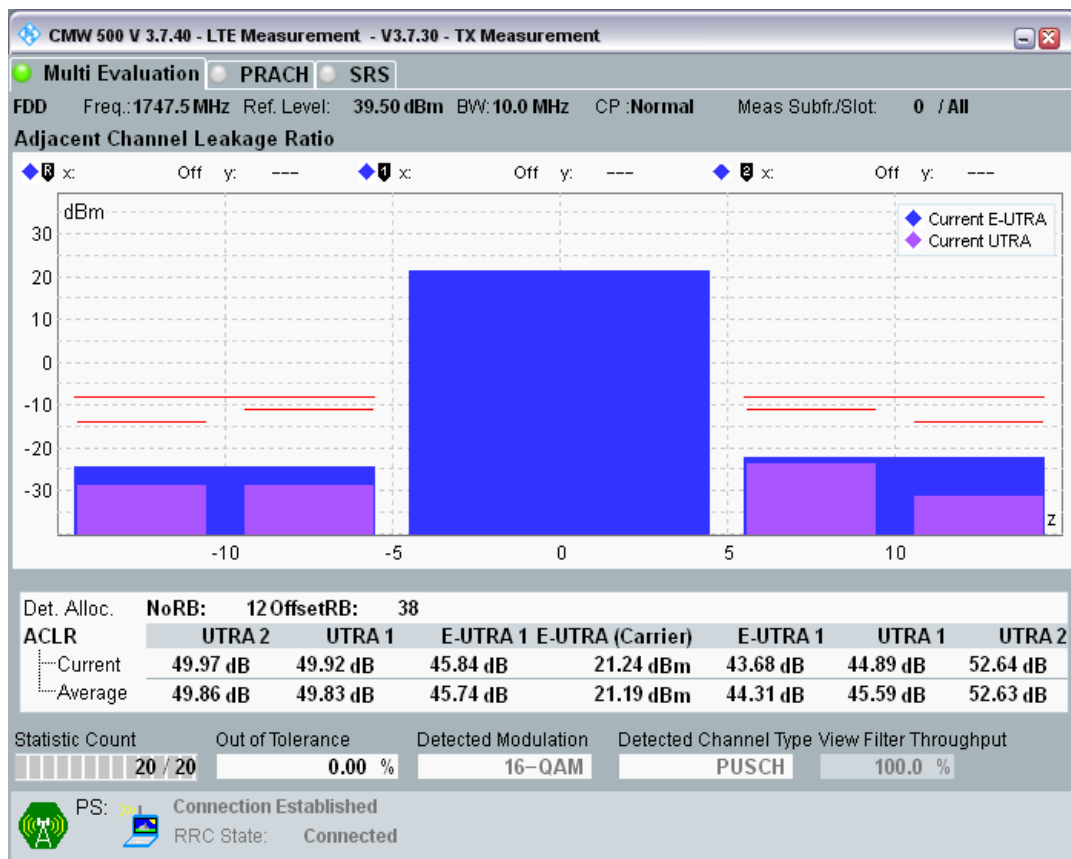 CMW 500 V 3.7.40 - LTE Measurement - V3.7.30 - TX Measurement
Multi Evaluation PRACH SRS
FDD Freq.:1747.5 MHz Ref. Level: 39.50 dBm BW:10.0 MHz CP :Normal Meas Subfr./Slot: 0 / All
Adjacent Channel Leakage Ratio
R x: Off y: --- 1 x: Off y: --- 2 x: Off y: ---
dBm
Current E-UTRA
Current UTRA
30
20
10
0
-10
-20
-30
z
-10 -5 0 5 10
Det. Alloc. NoRB: 12 OffsetRB: 38
ACLR UTRA 2 UTRA 1 E-UTRA 1 E-UTRA (Carrier) E-UTRA 1 UTRA 1 UTRA 2
Current 49.97 dB 49.92 dB 45.84 dB 21.24 dBm 43.68 dB 44.89 dB 52.64 dB
Average 49.86 dB 49.83 dB 45.74 dB 21.19 dBm 44.31 dB 45.59 dB 52.63 dB
Statistic Count Out of Tolerance Detected Modulation Detected Channel Type View Filter Throughput
20 / 20 0.00 % 16-QAM PUSCH 100.0 %
PS: Connection Established
RRC State: Connected